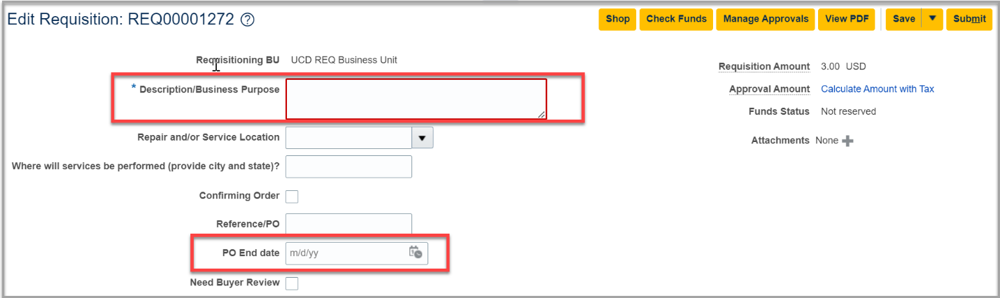 Edit Requisition: REQ00001272 ?
Shop Check Funds Manage Approvals View PDF Save Submit
Requisitioning BU UCD REQ Business Unit
Requisition Amount 3.00 USD
* Description/Business Purpose
Approval Amount Calculate Amount with Tax
Funds Status Not reserved
Repair and/or Service Location
Attachments None
Where will services be performed (provide city and state)?
Confirming Order
Reference/PO
PO End date m/d/yy
Need Buyer Review